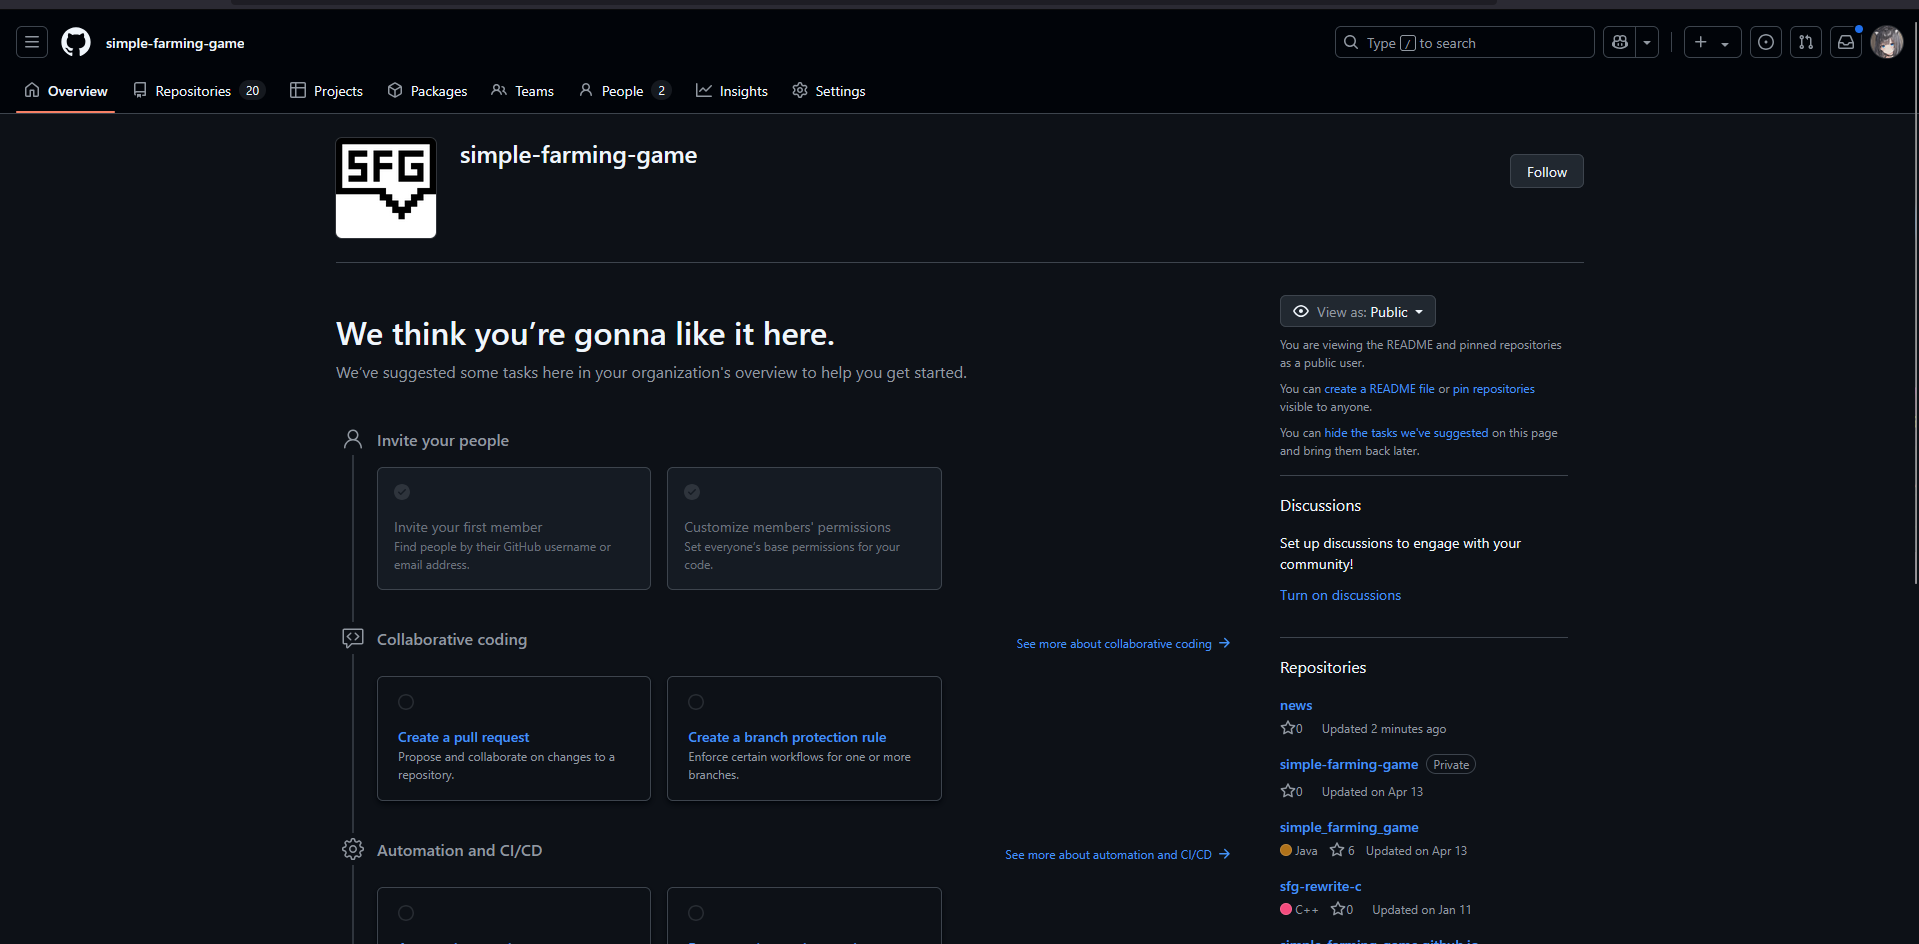 simple-farming-game
Type / to search
Overview
Repositories 20
Projects
Packages
Teams
People 2
Insights
Settings
SFG
simple-farming-game
Follow
We think you’re gonna like it here.
We’ve suggested some tasks here in your organization's overview to help you get started.
Invite your people
Invite your first member
Find people by their GitHub username or
email address.
Customize members' permissions
Set everyone's base permissions for your
code.
Collaborative coding
See more about collaborative coding
Create a pull request
Propose and collaborate on changes to a
repository.
Create a branch protection rule
Enforce certain workflows for one or more
branches.
Automation and CI/CD
See more about automation and CI/CD
View as: Public
You are viewing the README and pinned repositories
as a public user.
You can create a README file or pin repositories
visible to anyone.
You can hide the tasks we've suggested on this page
and bring them back later.
Discussions
Set up discussions to engage with your
community!
Turn on discussions
Repositories
news
0 Updated 2 minutes ago
simple-farming-game Private
0 Updated on Apr 13
simple_farming_game
Java 6 Updated on Apr 13
sfg-rewrite-c
C++ 0 Updated on Jan 11